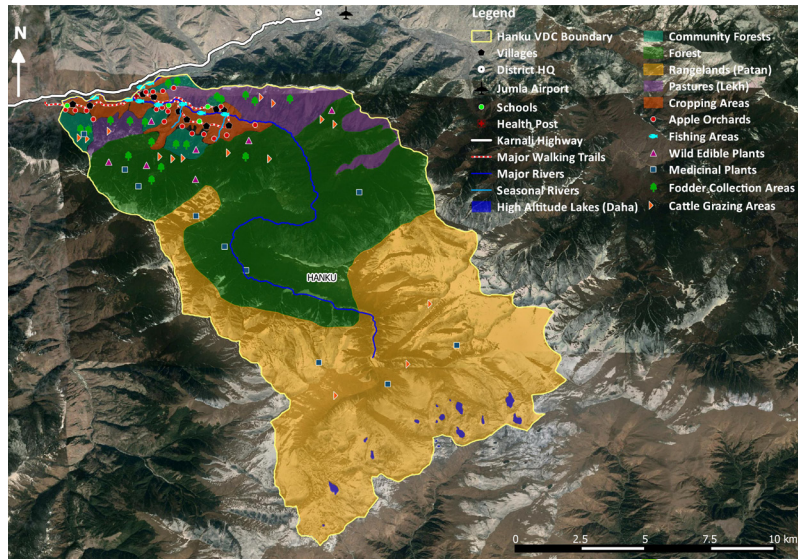 N
Legend
Hanku VDC Boundary
Villages
District HQ
Jumla Airport
Schools
Health Post
Karnali Highway
Major Walking Trails
Major Rivers
Seasonal Rivers
High Altitude Lakes (Daha)
Community Forests
Forest
Rangelands (Patan)
Pastures (Lekh)
Cropping Areas
Apple Orchards
Fishing Areas
Wild Edible Plants
Medicinal Plants
Fodder Collection Areas
Cattle Grazing Areas
HANKU
0 2.5 5 7.5 10 km